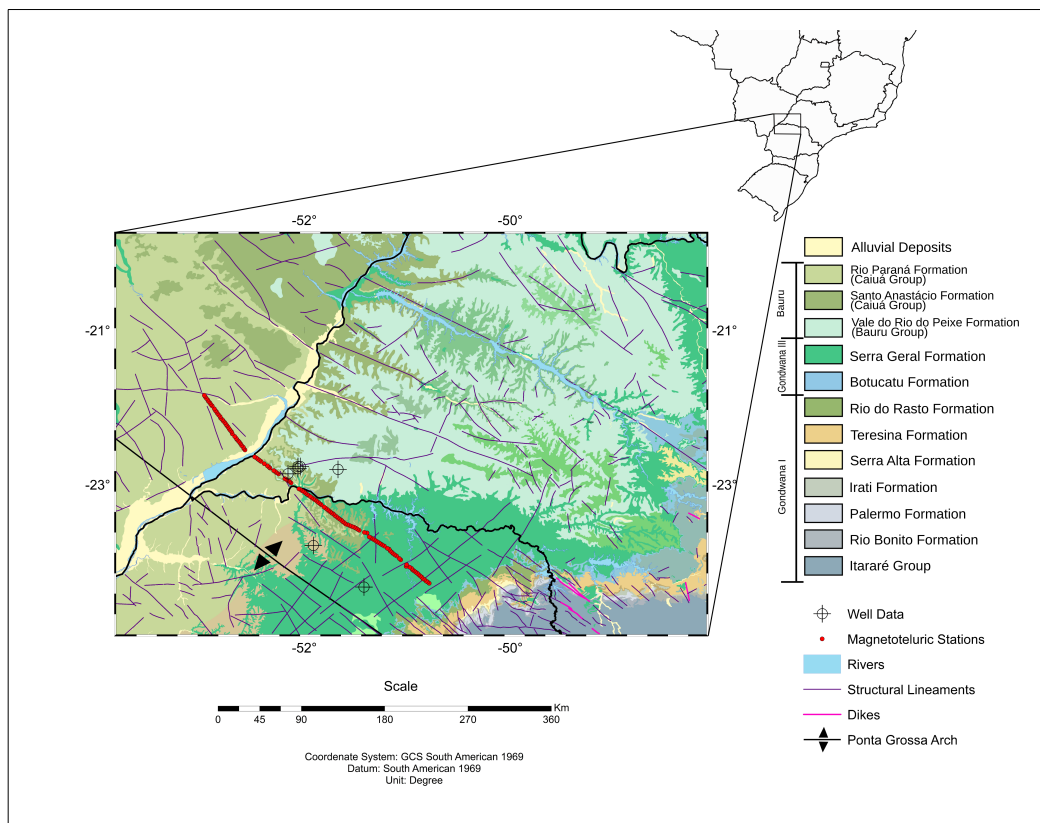 -52°
-50°
-21°
-21°
-23°
-23°
-52°
-50°
Alluvial Deposits
Bauru
Rio Paraná Formation
(Caiuá Group)
Santo Anastácio Formation
(Caiuá Group)
Vale do Rio do Peixe Formation
(Bauru Group)
Gondwana III
Serra Geral Formation
Botucatu Formation
Gondwana I
Rio do Rasto Formation
Teresina Formation
Serra Alta Formation
Irati Formation
Palermo Formation
Rio Bonito Formation
Itararé Group
Well Data
Magnetoteluric Stations
Rivers
Structural Lineaments
Dikes
Ponta Grossa Arch
Scale
Km
0 45 90 180 270 360
Coordenate System: GCS South American 1969
Datum: South American 1969
Unit: Degree